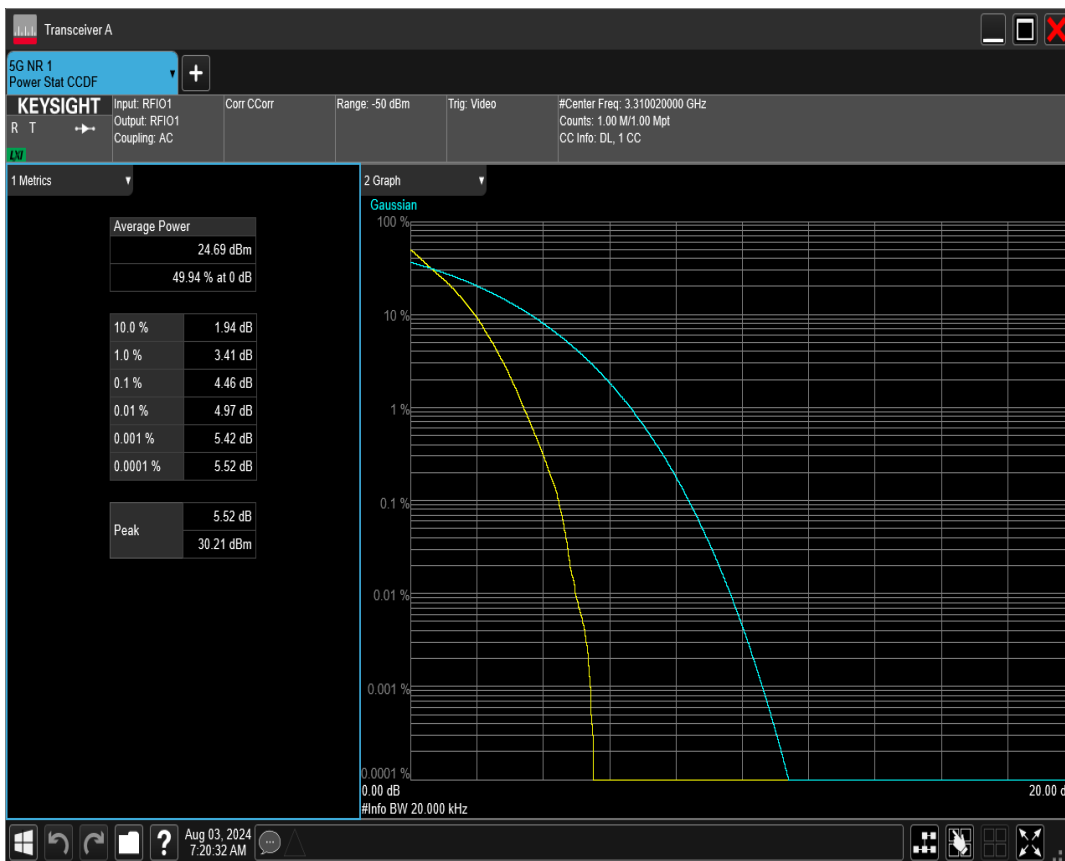 Transceiver A
5G NR 1
Power Stat CCDF
KEYSIGHT
R T
LXI
Input: RFIO1
Output: RFIO1
Coupling: AC
Corr CCorr
Range: -50 dBm
Trig: Video
#Center Freq: 3.310020000 GHz
Counts: 1.00 M/1.00 Mpt
CC Info: DL, 1 CC
1 Metrics
Average Power
24.69 dBm
49.94 % at 0 dB
10.0 % 1.94 dB
1.0 % 3.41 dB
0.1 % 4.46 dB
0.01 % 4.97 dB
0.001 % 5.42 dB
0.0001 % 5.52 dB
Peak
5.52 dB
30.21 dBm
2 Graph
Gaussian
100 %
10 %
1 %
0.1 %
0.01 %
0.001 %
0.0001 %
0.00 dB 20.00 d
#Info BW 20.000 kHz
Aug 03, 2024
7:20:32 AM